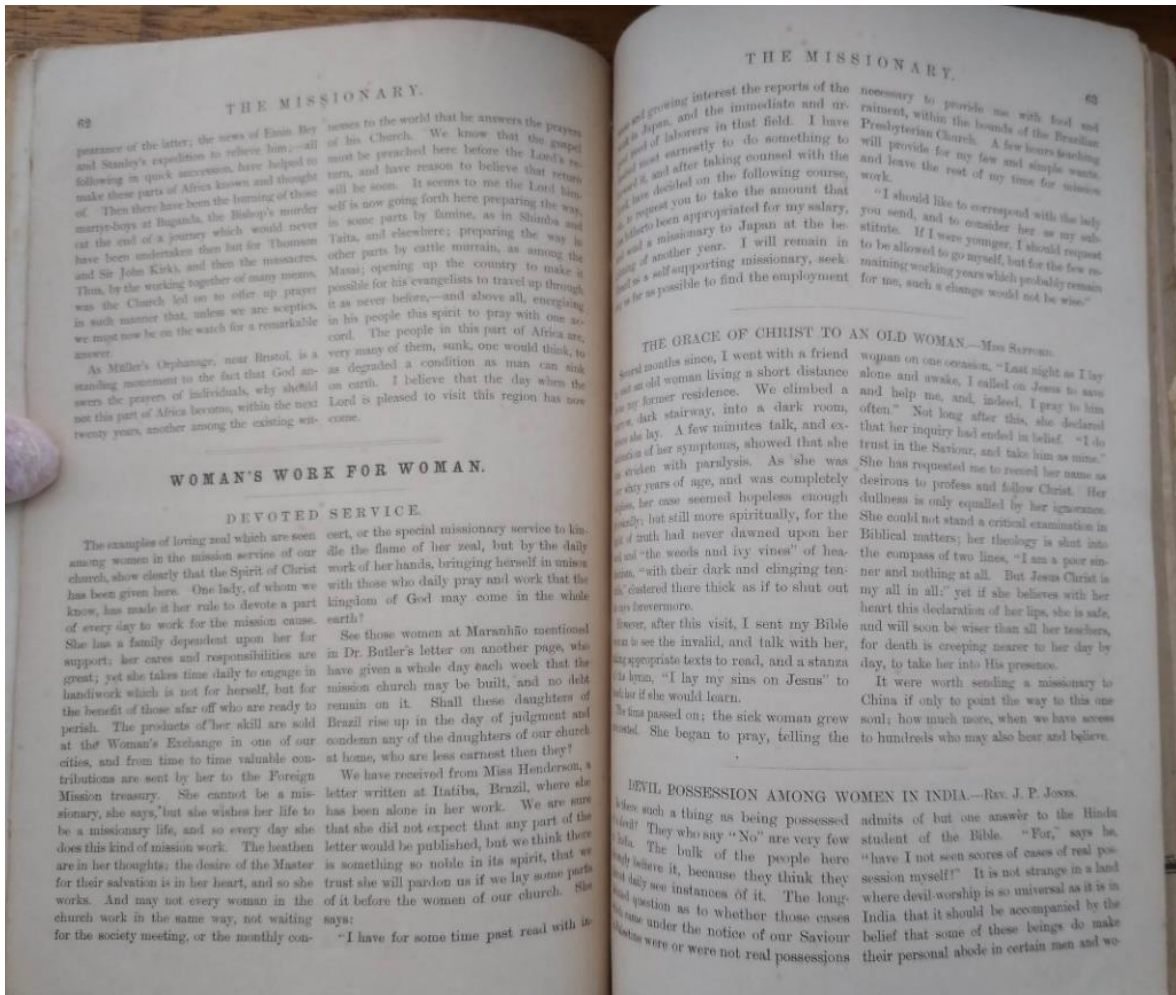 THE MISSIONARY.
62
pearance of the latter; the news of Emin Bey
and Stanley's expedition to relieve him;—all
following in quick succession, have helped to
make these parts of Africa known and thought
of. Then there have been the burning of those
martyr-boys at Buganda, the Bishop's murder
(at the end of a journey which would never
have been undertaken then but for Thomson
and Sir John Kirk), and then the massacres.
Thus, by the working together of many means,
was the Church led on to offer up prayer
in such manner that, unless we are sceptics,
we must now be on the watch for a remarkable
answer.
As Müller's Orphanage, near Bristol, is a
standing monument to the fact that God an-
swers the prayers of individuals, why should
not this part of Africa become, within the next
twenty years, another among the existing wit-
nesses to the world that he answers the prayers
of his Church. We know that the gospel
must be preached here before the Lord's re-
turn, and have reason to believe that return
will be soon. It seems to me the Lord him-
self is now going forth here preparing the way,
in some parts by famine, as in Shimba and
Taita, and elsewhere; preparing the way in
other parts by cattle murrain, as among the
Masai; opening up the country to make it
possible for his evangelists to travel up through
it as never before,—and above all, energizing
in his people this spirit to pray with one ac-
cord. The people in this part of Africa are,
very many of them, sunk, one would think, to
as degraded a condition as man can sink
on earth. I believe that the day when the
Lord is pleased to visit this region has now
come.
WOMAN'S WORK FOR WOMAN.
DEVOTED SERVICE.
The examples of loving zeal which are seen
among women in the mission service of our
church, show clearly that the Spirit of Christ
has been given here. One lady, of whom we
know, has made it her rule to devote a part
of every day to work for the mission cause.
She has a family dependent upon her for
support; her cares and responsibilities are
great; yet she takes time daily to engage in
handiwork which is not for herself, but for
the benefit of those afar off who are ready to
perish. The products of her skill are sold
at the Woman's Exchange in one of our
cities, and from time to time valuable con-
tributions are sent by her to the Foreign
Mission treasury. She cannot be a mis-
sionary, she says, but she wishes her life to
be a missionary life, and so every day she
does this kind of mission work. The heathen
are in her thoughts; the desire of the Master
for their salvation is in her heart, and so she
works. And may not every woman in the
church work in the same way, not waiting
for the society meeting, or the monthly con-
cert, or the special missionary service to kin-
dle the flame of her zeal, but by the daily
work of her hands, bringing herself in unison
with those who daily pray and work that the
kingdom of God may come in the whole
earth?
See those women at Maranhão mentioned
in Dr. Butler's letter on another page, who
have given a whole day each week that the
mission church may be built, and no debt
remain on it. Shall these daughters of
Brazil rise up in the day of judgment and
condemn any of the daughters of our church
at home, who are less earnest then they?
We have received from Miss Henderson, a
letter written at Itatiba, Brazil, where she
has been alone in her work. We are sure
that she did not expect that any part of the
letter would be published, but we think there
is something so noble in its spirit, that we
trust she will pardon us if we lay some parts
of it before the women of our church. She
says:
"I have for some time past read with in-
THE MISSIONARY.
63
and growing interest the reports of the
in Japan, and the immediate and ur-
need of laborers in that field. I have
most earnestly to do something to
it, and after taking counsel with the
have decided on the following course,
to request you to take the amount that
been appropriated for my salary,
a missionary to Japan at the be-
of another year. I will remain in
as a self supporting missionary, seek-
as far as possible to find the employment
necessary to provide me with food and
raiment, within the bounds of the Brazilian
Presbyterian Church. A few hours teaching
will provide for my few and simple wants,
and leave the rest of my time for mission
work.
"I should like to correspond with the lady
you send, and to consider her as my sub-
stitute. If I were younger, I should request
to be allowed to go myself, but for the few re-
maining working years which probably remain
for me, such a change would not be wise."
THE GRACE OF CHRIST TO AN OLD WOMAN.—MISS SAFFORD.
Several months since, I went with a friend
an old woman living a short distance
my former residence. We climbed a
dark stairway, into a dark room,
she lay. A few minutes talk, and ex-
of her symptoms, showed that she
stricken with paralysis. As she was
sixty years of age, and was completely
her case seemed hopeless enough
but still more spiritually, for the
of truth had never dawned upon her
and "the weeds and ivy vines" of hea-
"with their dark and clinging ten-
clustered there thick as if to shut out
forevermore.
However, after this visit, I sent my Bible
to see the invalid, and talk with her,
appropriate texts to read, and a stanza
the hymn, "I lay my sins on Jesus" to
her if she would learn.
The time passed on; the sick woman grew
She began to pray, telling the
woman on one occasion, "Last night as I lay
alone and awake, I called on Jesus to save
and help me, and, indeed, I pray to him
often." Not long after this, she declared
that her inquiry had ended in belief. "I do
trust in the Saviour, and take him as mine."
She has requested me to record her name as
desirous to profess and follow Christ. Her
dullness is only equalled by her ignorance.
She could not stand a critical examination in
Biblical matters; her theology is shut into
the compass of two lines, "I am a poor sin-
ner and nothing at all. But Jesus Christ is
my all in all:" yet if she believes with her
heart this declaration of her lips, she is safe,
and will soon be wiser than all her teachers,
for death is creeping nearer to her day by
day, to take her into His presence.
It were worth sending a missionary to
China if only to point the way to this one
soul; how much more, when we have access
to hundreds who may also hear and believe.
DEVIL POSSESSION AMONG WOMEN IN INDIA.—REV. J. P. JONES.
Is there such a thing as being possessed
They who say "No" are very few
India. The bulk of the people here
believe it, because they think they
daily see instances of it. The long-
question as to whether those cases
came under the notice of our Saviour
Palestine were or were not real possessions
admits of but one answer to the Hindu
student of the Bible. "For," says he,
"have I not seen scores of cases of real pos-
session myself?" It is not strange in a land
where devil-worship is so universal as it is in
India that it should be accompanied by the
belief that some of these beings do make
their personal abode in certain men and wo-